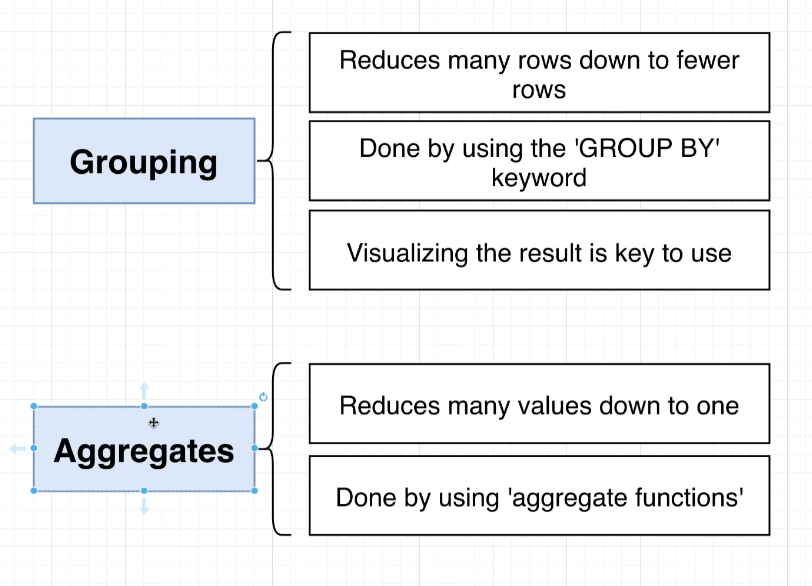 Grouping
Reduces many rows down to fewer
rows
Done by using the 'GROUP BY'
keyword
Visualizing the result is key to use
Aggregates
Reduces many values down to one
Done by using 'aggregate functions'